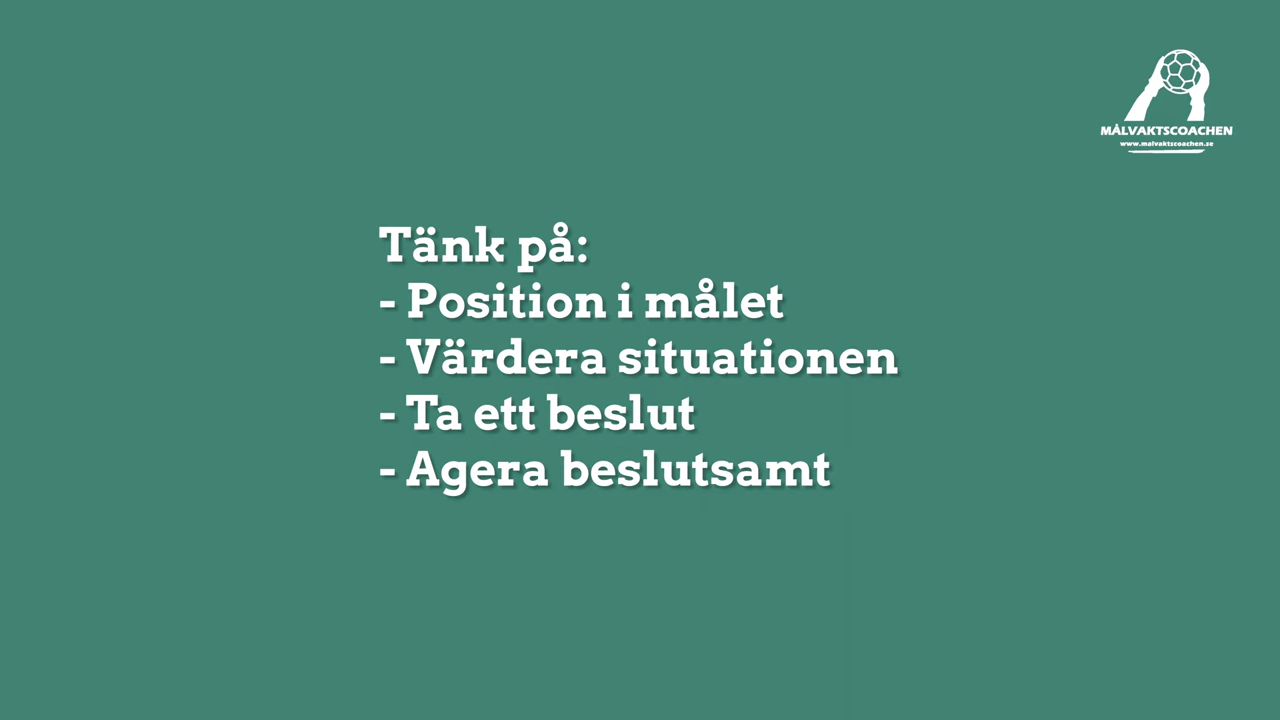 MÅLVAKTSCOACHEN
www.malvaktscoachen.se
Tänk på:
- Position i målet
- Värdera situationen
- Ta ett beslut
- Agera beslutsamt